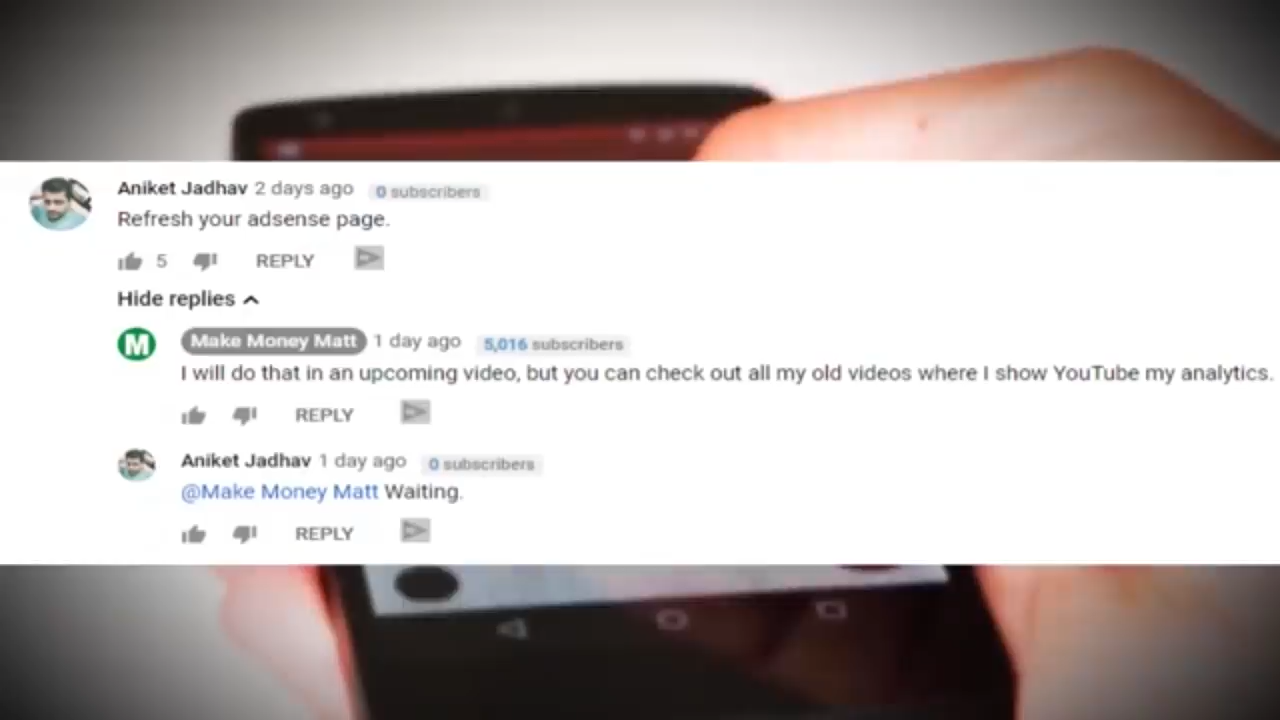 Aniket Jadhav 2 days ago 0 subscribers
Refresh your adsense page.
5 REPLY
Hide replies
M Make Money Matt 1 day ago 5,016 subscribers
I will do that in an upcoming video, but you can check out all my old videos where I show YouTube my analytics.
REPLY
Aniket Jadhav 1 day ago 0 subscribers
@Make Money Matt Waiting.
REPLY